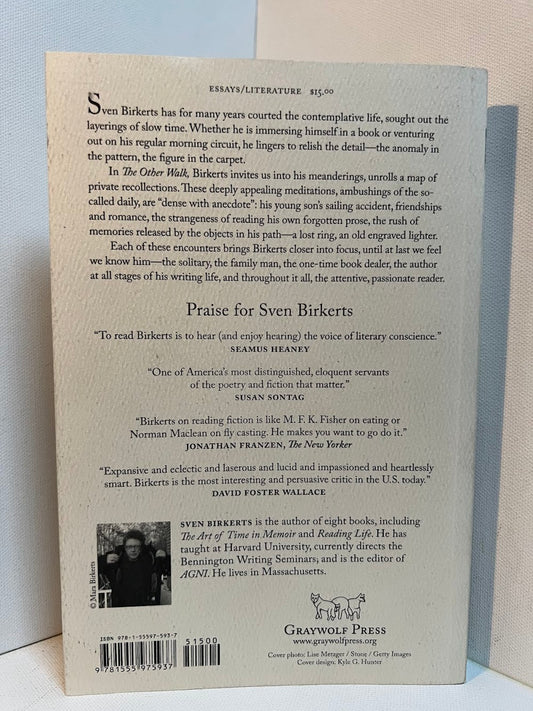 ESSAYS/LITERATURE $15.00
Sven Birkerts has for many years courted the contemplative life, sought out the
layerings of slow time. Whether he is immersing himself in a book or venturing
out on his regular morning circuit, he lingers to relish the detail—the anomaly in
the pattern, the figure in the carpet.
In The Other Walk, Birkerts invites us into his meanderings, unrolls a map of
private recollections. These deeply appealing meditations, ambushings of the so-
called daily, are “dense with anecdote”: his young son's sailing accident, friendships
and romance, the strangeness of reading his own forgotten prose, the rush of
memories released by the objects in his path—a lost ring, an old engraved lighter.
Each of these encounters brings Birkerts closer into focus, until at last we feel
we know him—the solitary, the family man, the one-time book dealer, the author
at all stages of his writing life, and throughout it all, the attentive, passionate reader.
Praise for Sven Birkerts
“To read Birkerts is to hear (and enjoy hearing) the voice of literary conscience.”
SEAMUS HEANEY
“One of America's most distinguished, eloquent servants
of the poetry and fiction that matter.”
SUSAN SONTAG
“Birkerts on reading fiction is like M. F. K. Fisher on eating or
Norman Maclean on fly casting. He makes you want to go do it.”
JONATHAN FRANZEN, The New Yorker
“Expansive and eclectic and laserous and lucid and impassioned and heartlessly
smart. Birkerts is the most interesting and persuasive critic in the U.S. today.”
DAVID FOSTER WALLACE
© Mara Birkerts
SVEN BIRKERTS is the author of eight books, including
The Art of Time in Memoir and Reading Life. He has
taught at Harvard University, currently directs the
Bennington Writing Seminars, and is the editor of
AGNI. He lives in Massachusetts.
ISBN 978-1-55597-593-7
51500
9 781555 975937
GRAYWOLF PRESS
www.graywolfpress.org
Cover photo: Lise Metzger / Stone / Getty Images
Cover design: Kyle G. Hunter